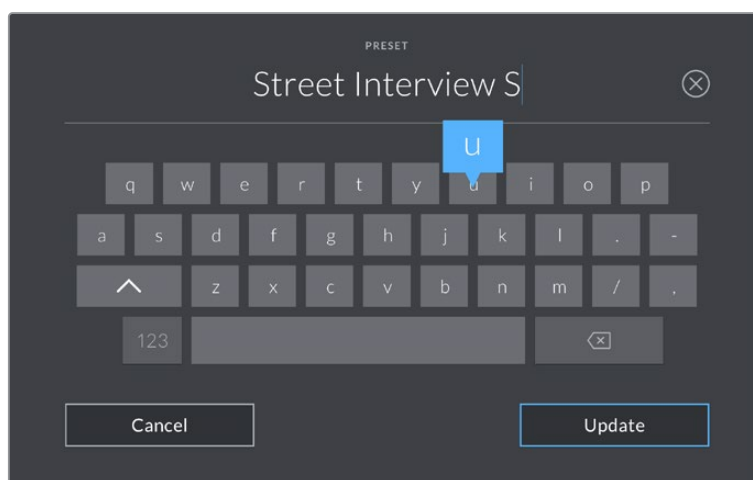 PRESET
Street Interview S
u
q w e r t y u i o p
a s d f g h j k l . -
z x c v b n m / ,
123
Cancel Update